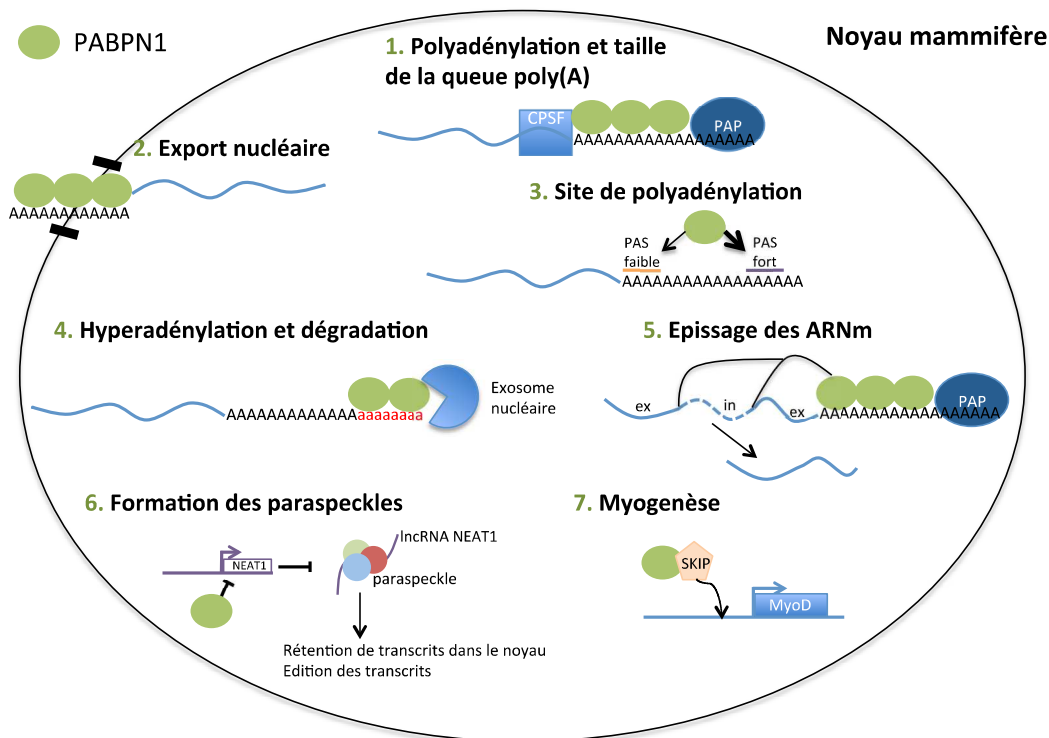 PABPN1
Noyau mammifère
1. Polyadénylation et taille
de la queue poly(A)
CPSF
PAP
AAAAAAAAAAAAAAAAAA
2. Export nucléaire
AAAAAAAAAAAA
3. Site de polyadénylation
PAS
faible
PAS
fort
AAAAAAAAAAAAAAAAAA
4. Hyperadénylation et dégradation
Exosome
nucléaire
AAAAAAAAAAAAAaaaaaaaa
5. Epissage des ARNm
ex
in
ex
PAP
AAAAAAAAAAAAAAAAAA
6. Formation des paraspeckles
NEAT1
lncRNA NEAT1
paraspeckle
Rétention de transcrits dans le noyau
Edition des transcrits
7. Myogenèse
SKIP
MyoD